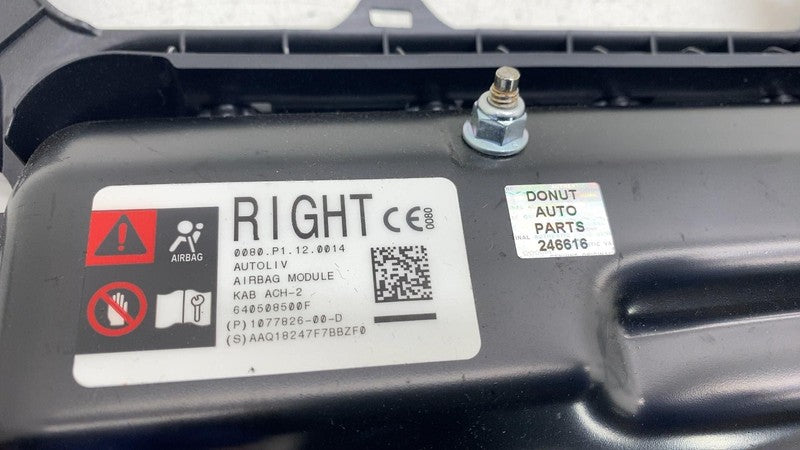 RIGHT CE 0080
0080.P1.12.0014
AUTOLIV
AIRBAG MODULE
KAB ACH-2
640508500F
(P)1077826-00-D
(S)AAQ18247F7BBZF0
AIRBAG
DONUT
AUTO
PARTS
246616